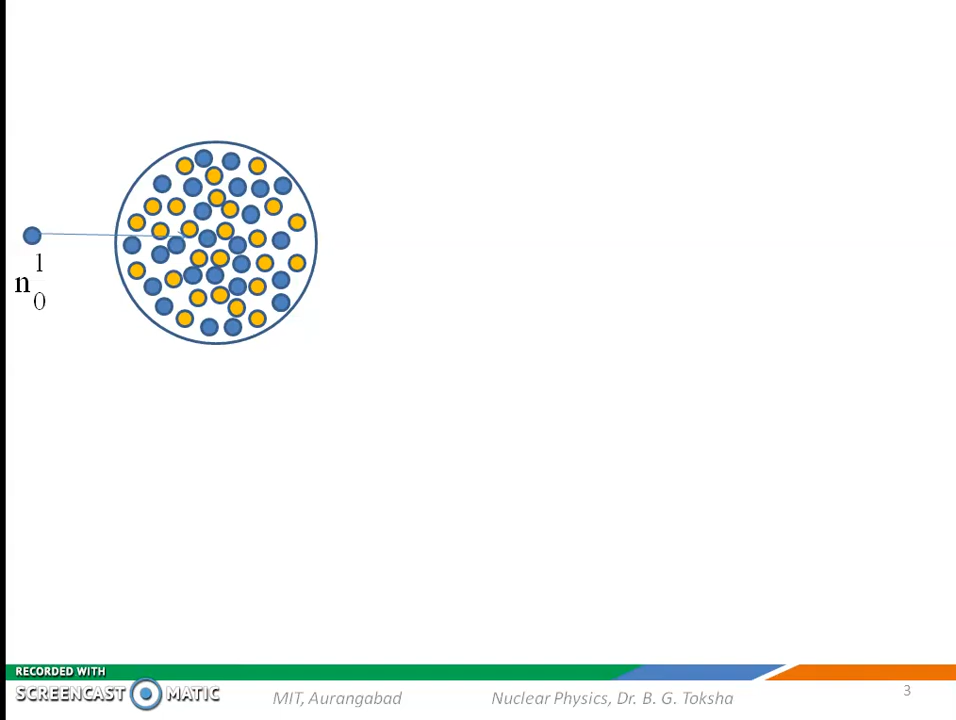 1
n
0
RECORDED WITH
SCREENCAST MATIC
MIT, Aurangabad
Nuclear Physics, Dr. B. G. Toksha
3